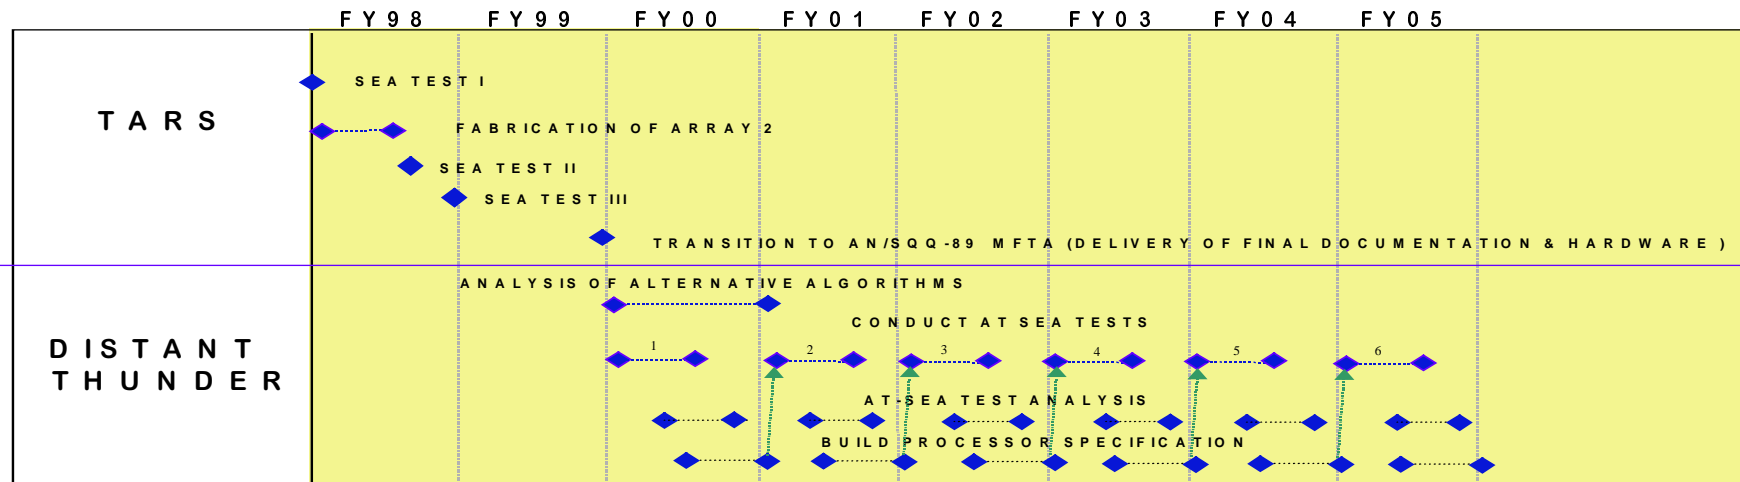 FY98 FY99 FY00 FY01 FY02 FY03 FY04 FY05
TARS
SEA TEST I
FABRICATION OF ARRAY 2
SEA TEST II
SEA TEST III
TRANSITION TO AN/SQQ-89 MFTA (DELIVERY OF FINAL DOCUMENTATION & HARDWARE )
DISTANT
THUNDER
ANALYSIS OF ALTERNATIVE ALGORITHMS
CONDUCT AT SEA TESTS
1 2 3 4 5 6
AT-SEA TEST ANALYSIS
BUILD PROCESSOR SPECIFICATION